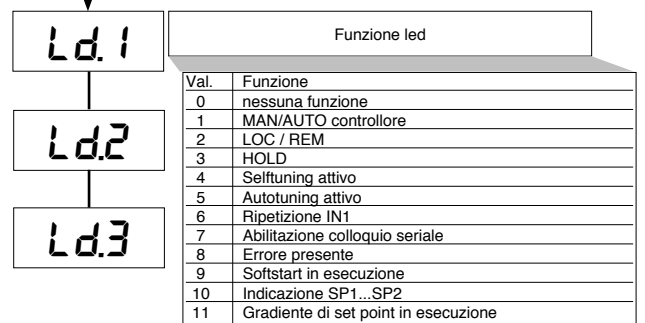 Ld.1
Funzione led
Val. Funzione
0 nessuna funzione
1 MAN/AUTO controllore
Ld.2
2 LOC / REM
3 HOLD
4 Selftuning attivo
5 Autotuning attivo
6 Ripetizione IN1
Ld.3
7 Abilitazione colloquio seriale
8 Errore presente
9 Softstart in esecuzione
10 Indicazione SP1...SP2
11 Gradiente di set point in esecuzione